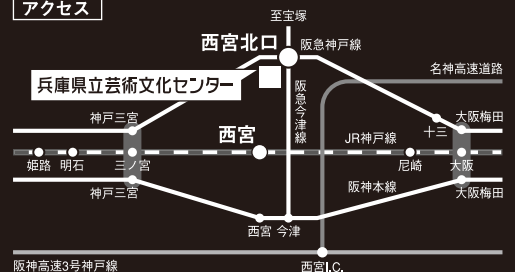 アクセス
至宝塚
西宮北口
阪急神戸線
名神高速道路
兵庫県立芸術文化センター
阪急今津線
神戸三宮
大阪梅田
十三
西宮
JR神戸線
姫路
明石
三ノ宮
尼崎
大阪
神戸三宮
阪神本線
大阪梅田
西宮
今津
阪神高速3号神戸線
西宮I.C.